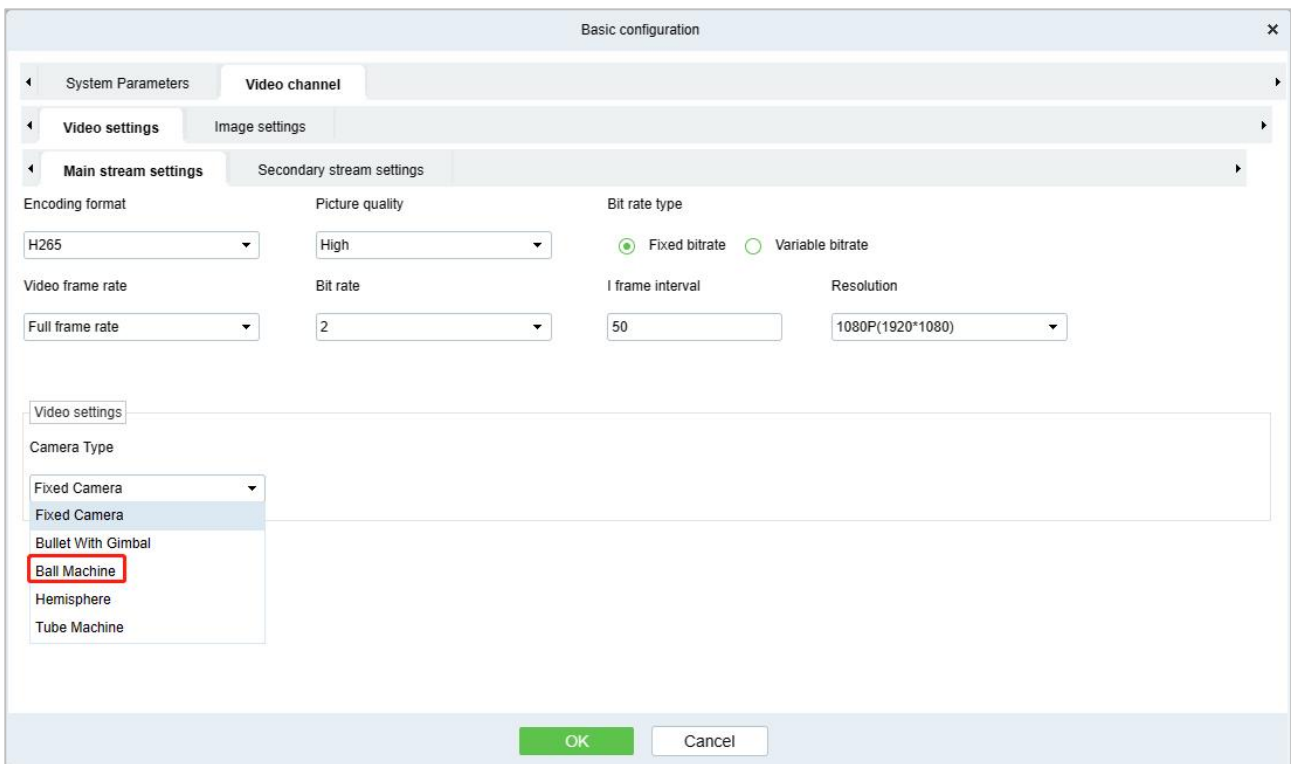 Basic configuration
System Parameters Video channel
Video settings Image settings
Main stream settings Secondary stream settings
Encoding format Picture quality Bit rate type
H265 High Fixed bitrate Variable bitrate
Video frame rate Bit rate I frame interval Resolution
Full frame rate 2 50 1080P(1920*1080)
Video settings
Camera Type
Fixed Camera
Fixed Camera
Bullet With Gimbal
Ball Machine
Hemisphere
Tube Machine
OK Cancel